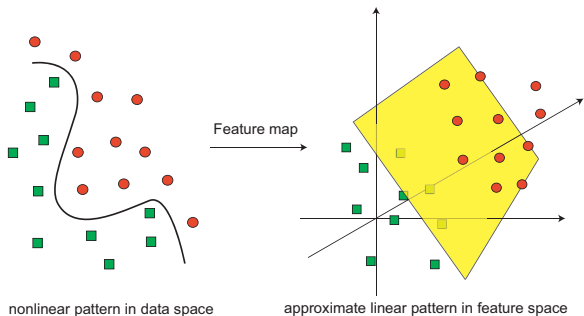 Feature map
nonlinear pattern in data space
approximate linear pattern in feature space